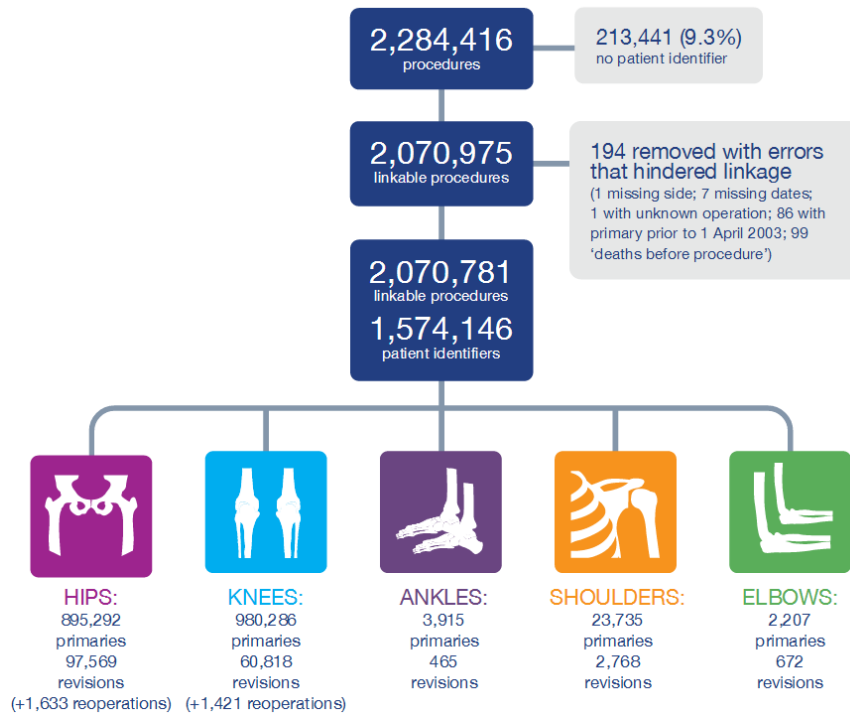 2,284,416
procedures
213,441 (9.3%)
no patient identifier
2,070,975
linkable procedures
194 removed with errors
that hindered linkage
(1 missing side; 7 missing dates;
1 with unknown operation; 86 with
primary prior to 1 April 2003; 99
‘deaths before procedure’)
2,070,781
linkable procedures
1,574,146
patient identifiers
HIPS:
895,292
primaries
97,569
revisions
(+1,633 reoperations)
KNEES:
980,286
primaries
60,818
revisions
(+1,421 reoperations)
ANKLES:
3,915
primaries
465
revisions
SHOULDERS:
23,735
primaries
2,768
revisions
ELBOWS:
2,207
primaries
672
revisions